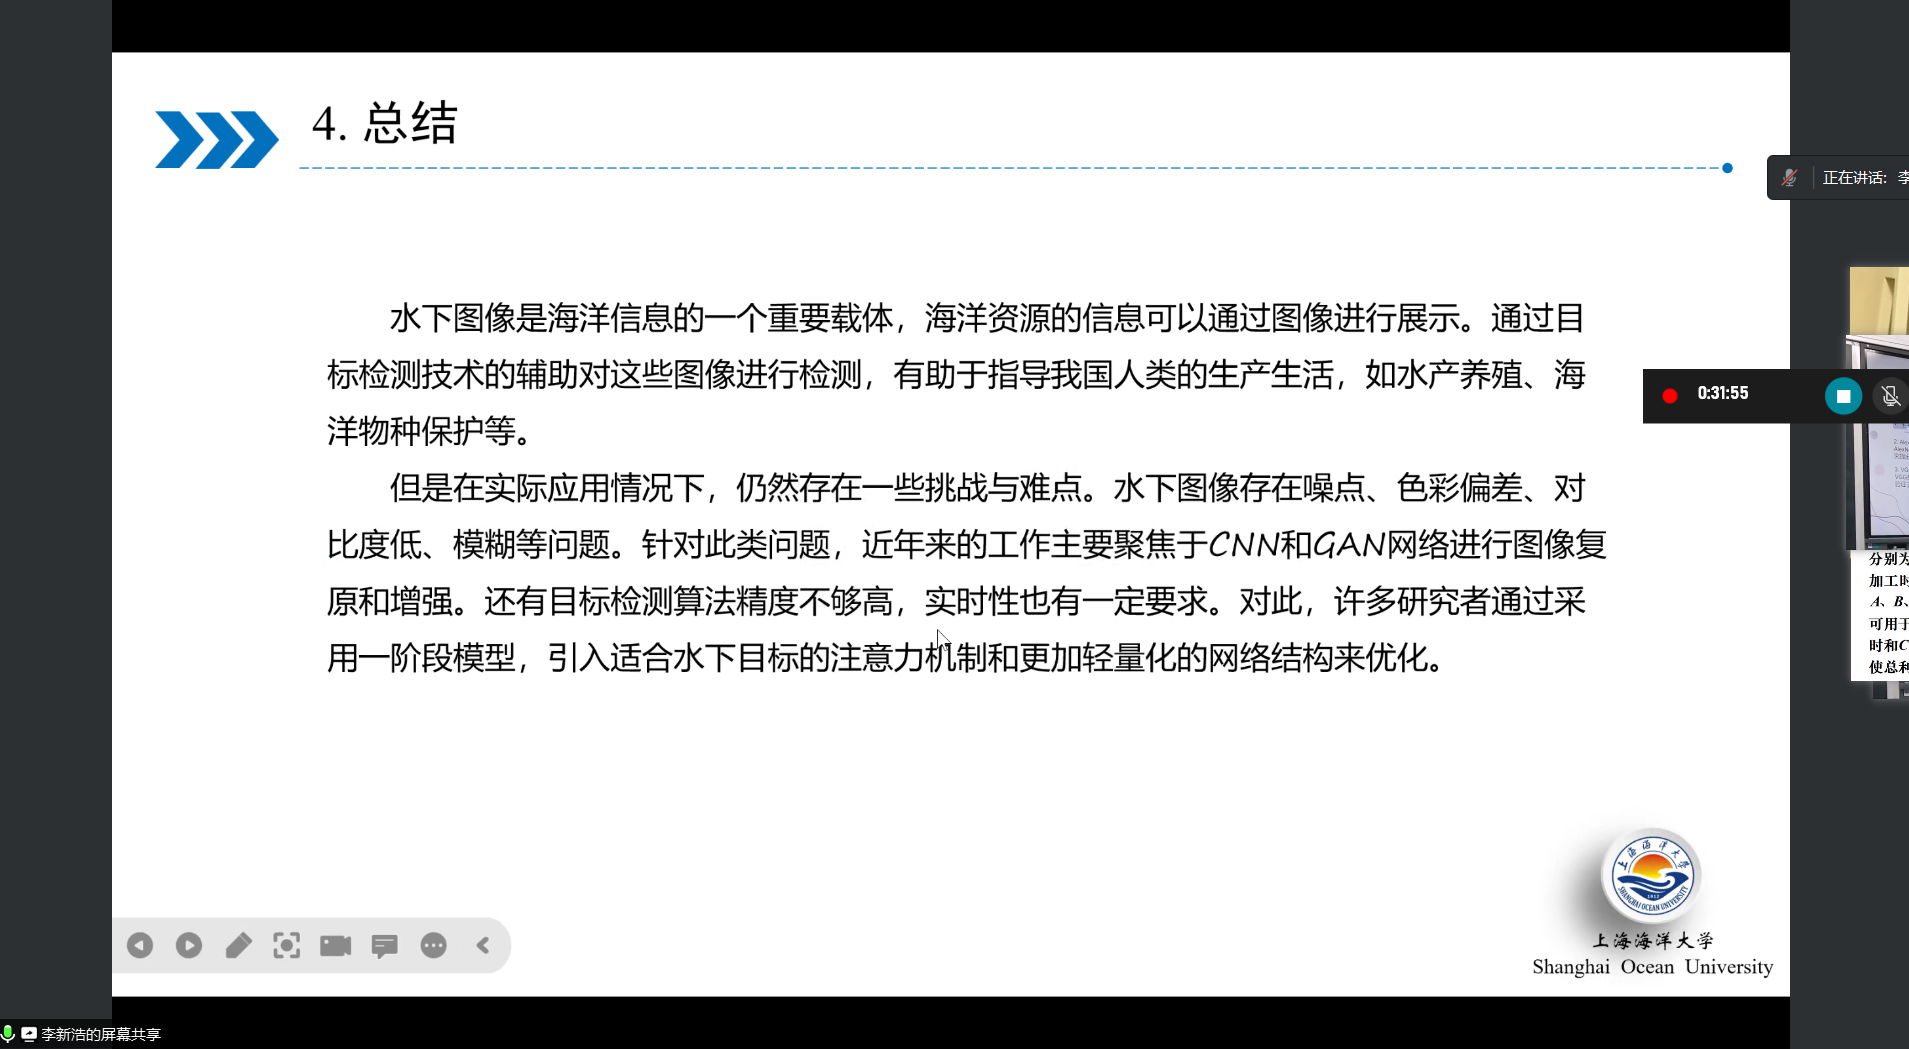 4. 总结
正在讲话: 李
水下图像是海洋信息的一个重要载体，海洋资源的信息可以通过图像进行展示。通过目
标检测技术的辅助对这些图像进行检测，有助于指导我国人类的生产生活，如水产养殖、海
洋物种保护等。
但是在实际应用情况下，仍然存在一些挑战与难点。水下图像存在噪点、色彩偏差、对
比度低、模糊等问题。针对此类问题，近年来的工作主要聚焦于CNN和GAN网络进行图像复
原和增强。还有目标检测算法精度不够高，实时性也有一定要求。对此，许多研究者通过采
用一阶段模型，引入适合水下目标的注意力机制和更加轻量化的网络结构来优化。
0:31:55
分别为
加工时
A、B、
可用于
时和C
使总利
上海海洋大学
SHANGHAI OCEAN UNIVERSITY
1912
上海海洋大学
Shanghai Ocean University
李新浩的屏幕共享